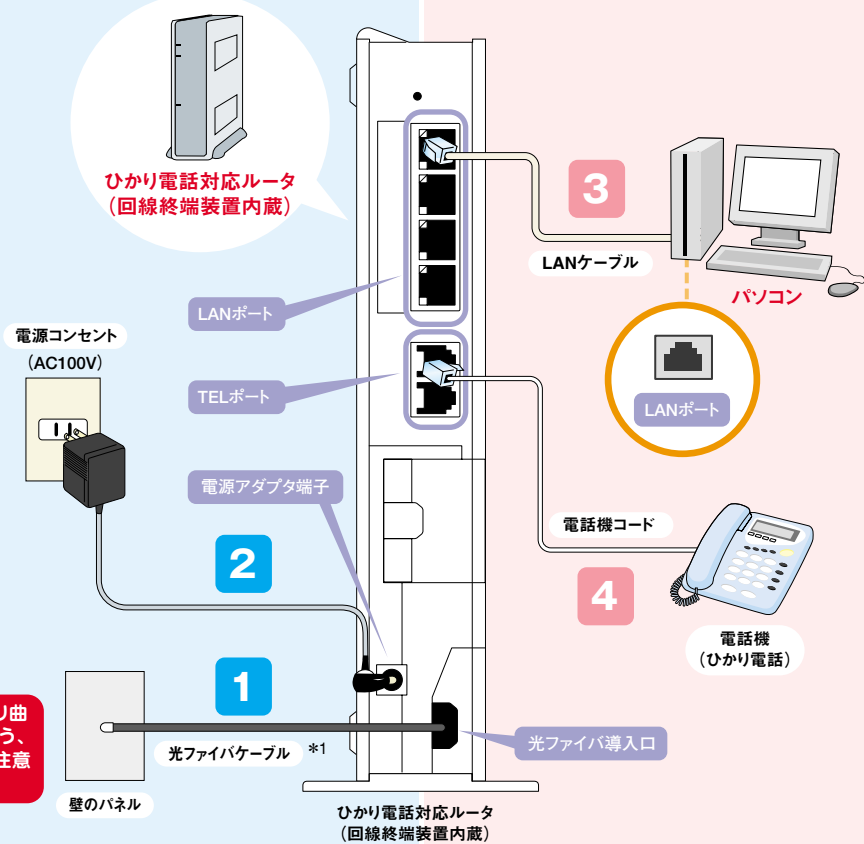 ひかり電話対応ルータ
（回線終端装置内蔵）
3
LANケーブル
パソコン
LANポート
電源コンセント
（AC100V）
TELポート
LANポート
電源アダプタ端子
電話機コード
2
4
電話機
（ひかり電話）
1
り曲
う、
注意
光ファイバケーブル *1
光ファイバ導入口
壁のパネル
ひかり電話対応ルータ
（回線終端装置内蔵）